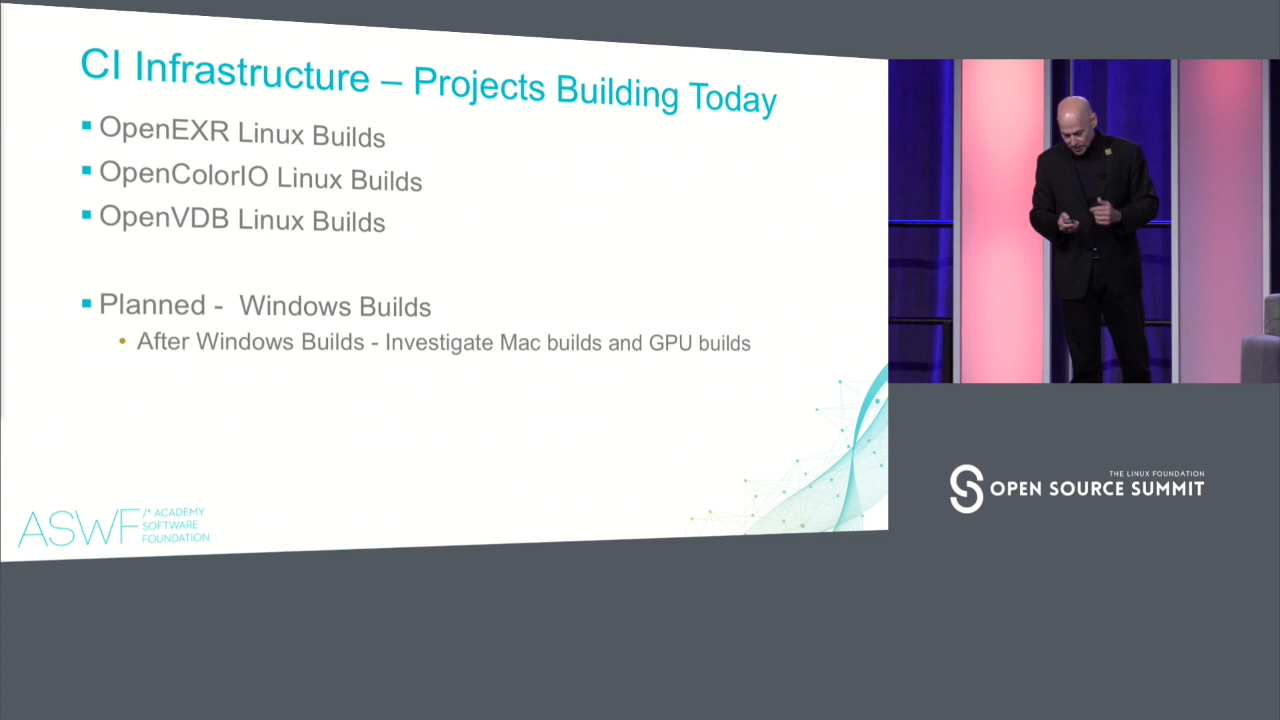 CI Infrastructure – Projects Building Today
OpenEXR Linux Builds
OpenColorIO Linux Builds
OpenVDB Linux Builds
Planned - Windows Builds
After Windows Builds - Investigate Mac builds and GPU builds
ASWF
/* ACADEMY
SOFTWARE
FOUNDATION
THE LINUX FOUNDATION
OPEN SOURCE SUMMIT